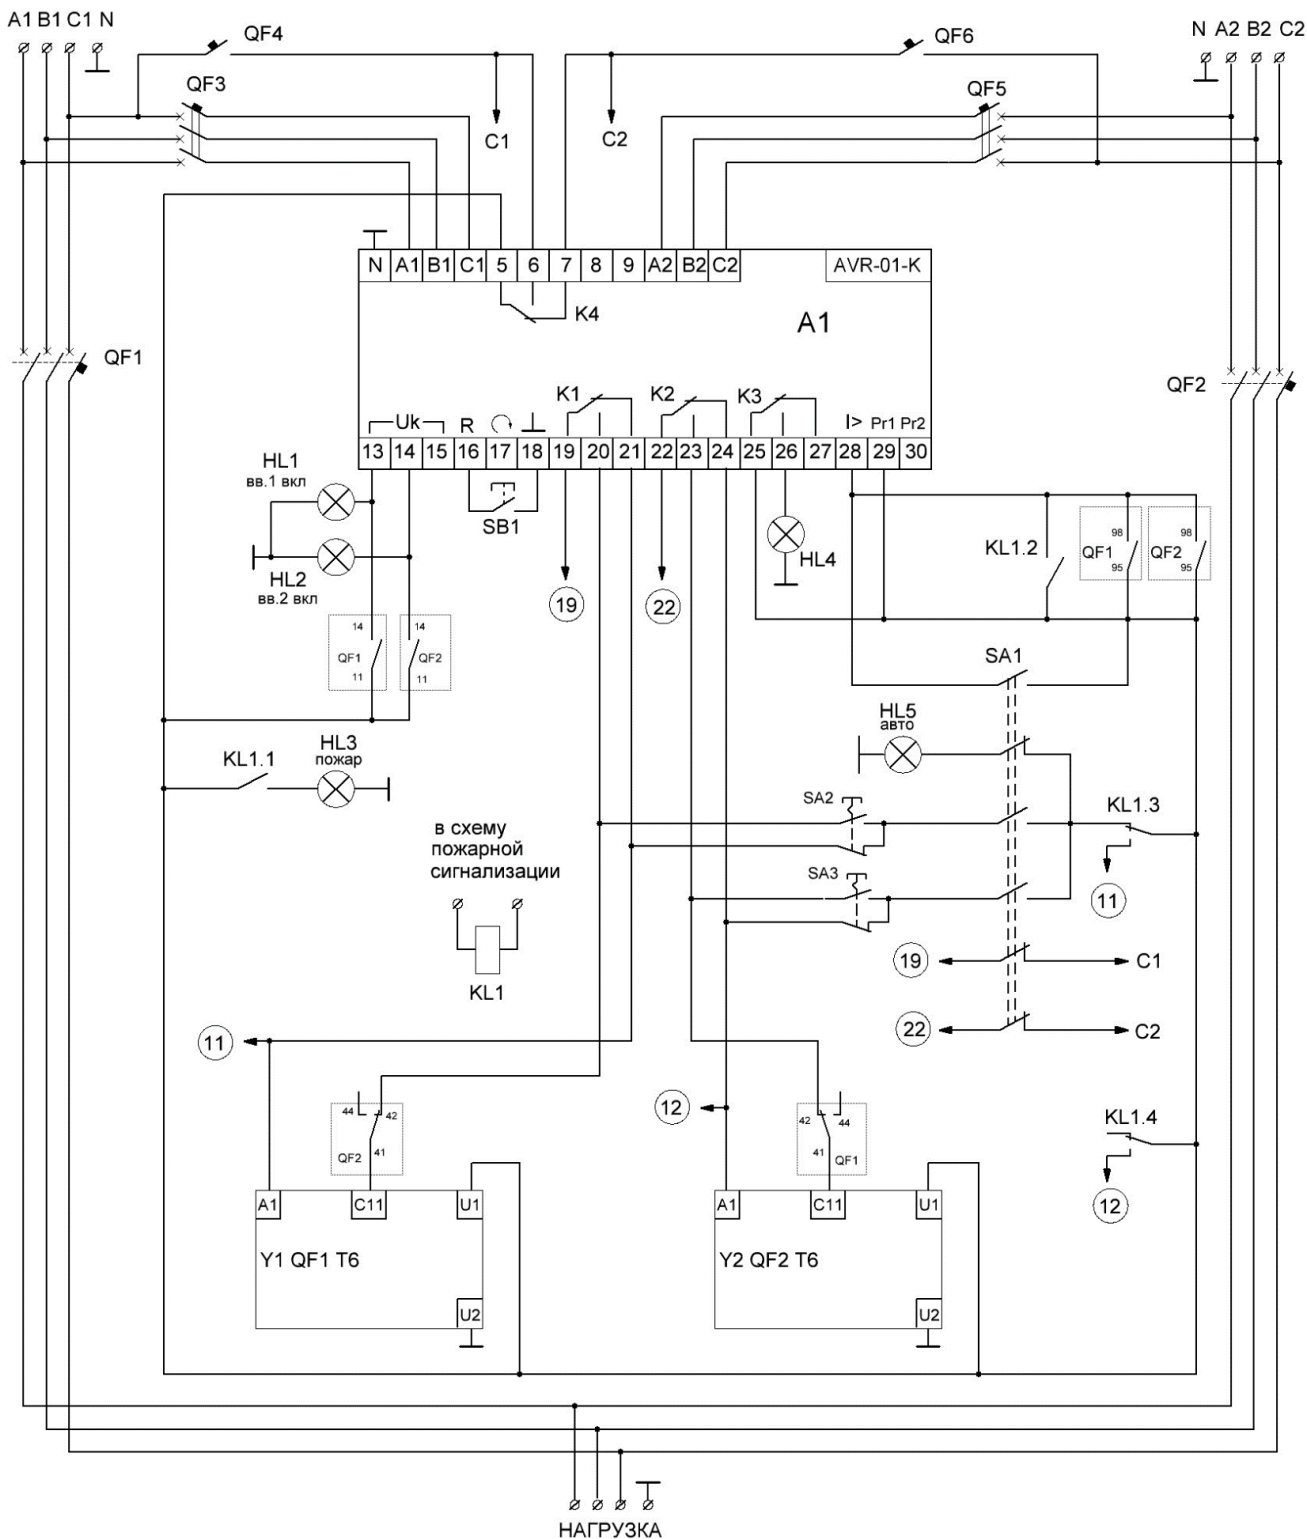 A1 B1 C1 N
N A2 B2 C2
QF4
QF6
QF3
QF5
C1
C2
N A1 B1 C1 5 6 7 8 9 A2 B2 C2
AVR-01-K
K4
A1
QF1
QF2
K1
K2
K3
Uk
R
I> Pr1 Pr2
13 14 15 16 17 18 19 20 21 22 23 24 25 26 27 28 29 30
HL1
вв.1 вкл
SB1
HL2
вв.2 вкл
HL4
KL1.2
98
QF1
95
98
QF2
95
19
22
14
QF1
11
14
QF2
11
SA1
HL5
авто
KL1.1
HL3
пожар
SA2
KL1.3
в схему
пожарной
сигнализации
SA3
11
KL1
19
C1
22
C2
11
44
42
QF2
41
12
42
44
41
QF1
KL1.4
12
A1
C11
U1
Y1 QF1 T6
U2
A1
C11
U1
Y2 QF2 T6
U2
НАГРУЗКА